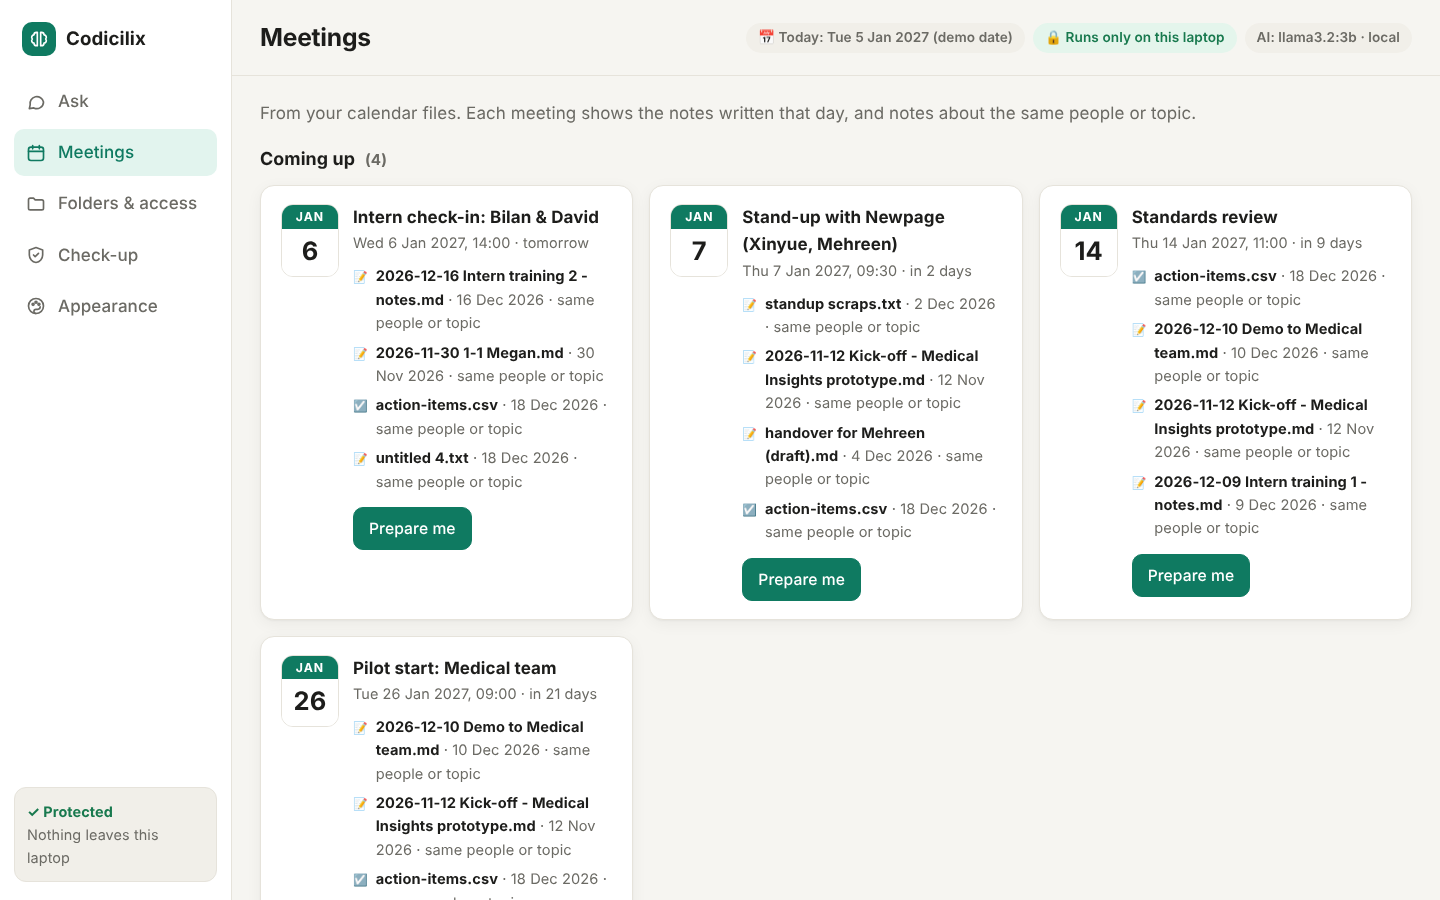 Codicilix
Ask
Meetings
Folders & access
Check-up
Appearance
✓ Protected
Nothing leaves this
laptop
Meetings
📅 Today: Tue 5 Jan 2027 (demo date)
🔒 Runs only on this laptop
AI: llama3.2:3b · local
From your calendar files. Each meeting shows the notes written that day, and notes about the same people or topic.
Coming up (4)
JAN
6
Intern check-in: Bilan & David
Wed 6 Jan 2027, 14:00 · tomorrow
2026-12-16 Intern training 2 -
notes.md · 16 Dec 2026 · same
people or topic
2026-11-30 1-1 Megan.md · 30
Nov 2026 · same people or topic
action-items.csv · 18 Dec 2026 ·
same people or topic
untitled 4.txt · 18 Dec 2026 ·
same people or topic
Prepare me
JAN
7
Stand-up with Newpage
(Xinyue, Mehreen)
Thu 7 Jan 2027, 09:30 · in 2 days
standup scraps.txt · 2 Dec 2026
· same people or topic
2026-11-12 Kick-off - Medical
Insights prototype.md · 12 Nov
2026 · same people or topic
handover for Mehreen
(draft).md · 4 Dec 2026 · same
people or topic
action-items.csv · 18 Dec 2026 ·
same people or topic
Prepare me
JAN
14
Standards review
Thu 14 Jan 2027, 11:00 · in 9 days
action-items.csv · 18 Dec 2026 ·
same people or topic
2026-12-10 Demo to Medical
team.md · 10 Dec 2026 · same
people or topic
2026-11-12 Kick-off - Medical
Insights prototype.md · 12 Nov
2026 · same people or topic
2026-12-09 Intern training 1 -
notes.md · 9 Dec 2026 · same
people or topic
Prepare me
JAN
26
Pilot start: Medical team
Tue 26 Jan 2027, 09:00 · in 21 days
2026-12-10 Demo to Medical
team.md · 10 Dec 2026 · same
people or topic
2026-11-12 Kick-off - Medical
Insights prototype.md · 12 Nov
2026 · same people or topic
action-items.csv · 18 Dec 2026 ·